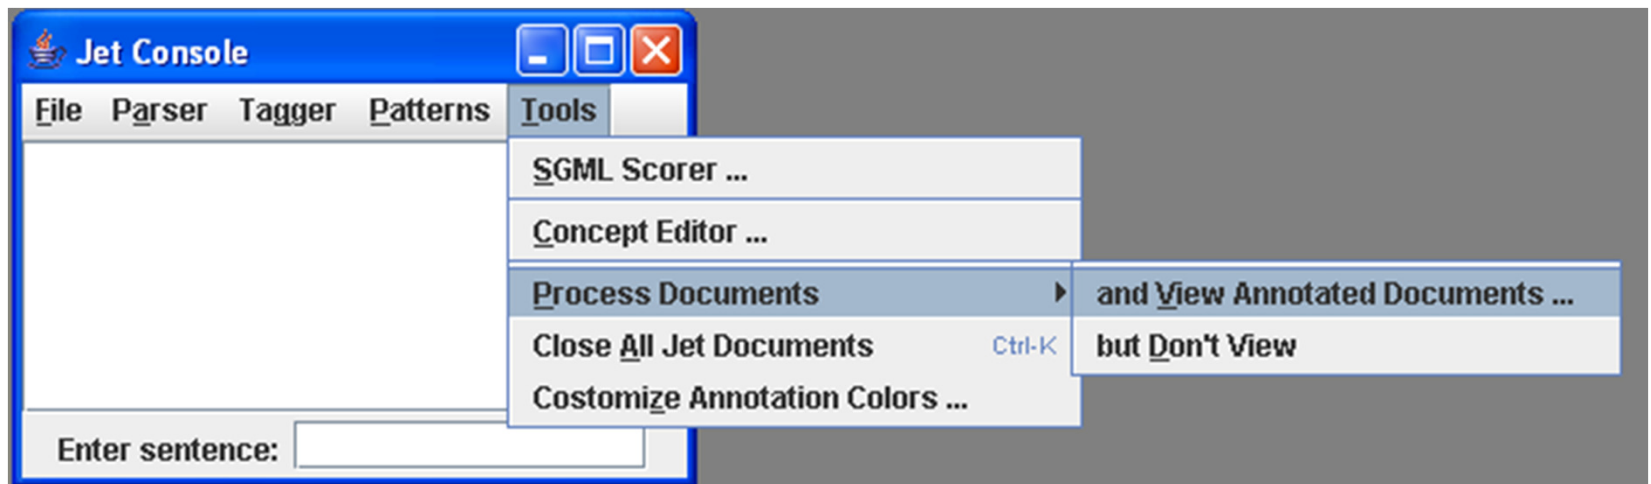 Jet Console
File Parser Tagger Patterns Tools
SGML Scorer ...
Concept Editor ...
Process Documents and View Annotated Documents ...
Close All Jet Documents Ctrl-K but Don't View
Costomize Annotation Colors ...
Enter sentence: